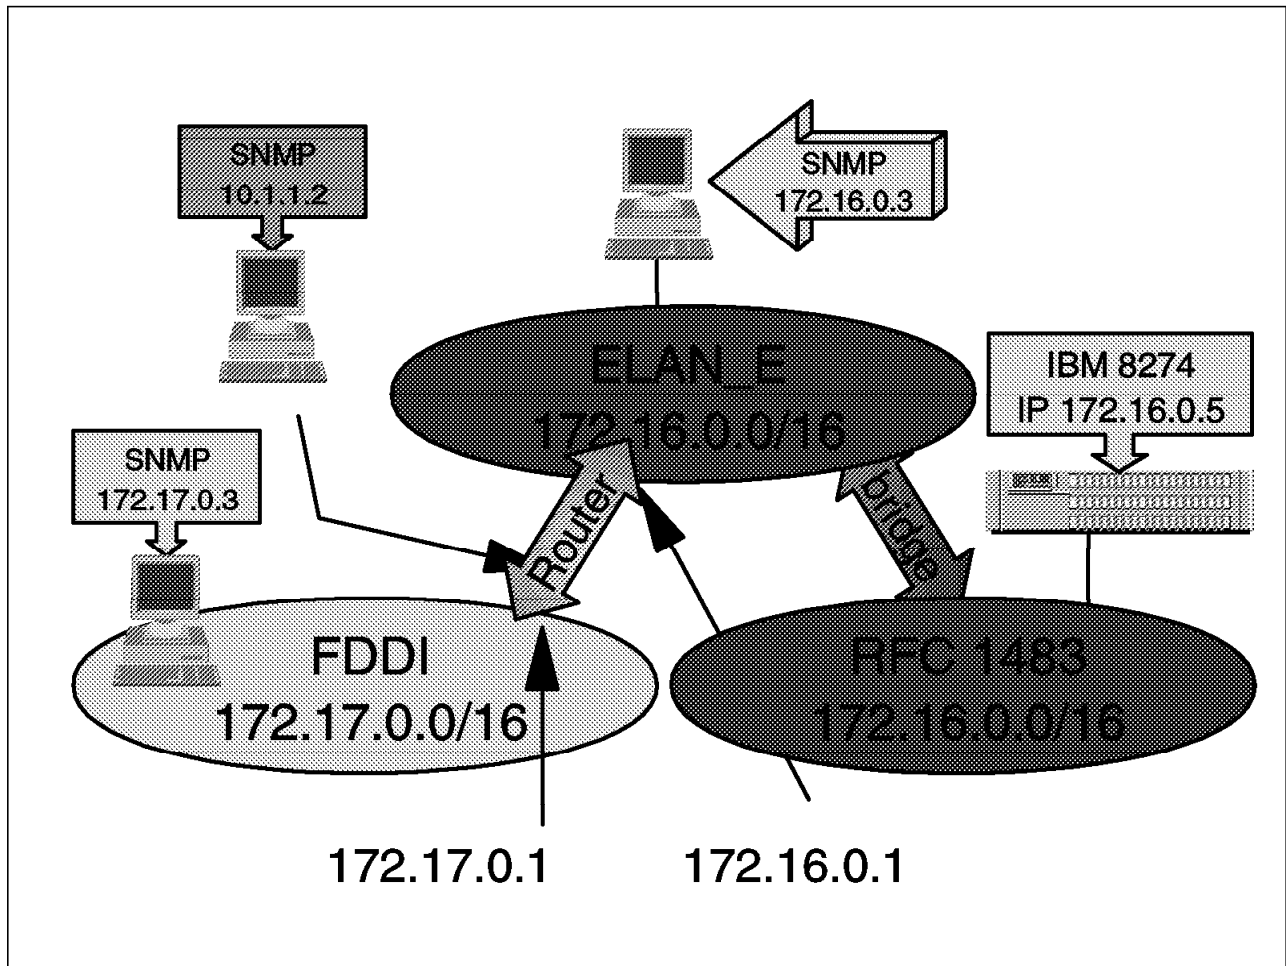 SNMP
10.1.1.2
SNMP
172.16.0.3
ELAN_E
172.16.0.0/16
IBM 8274
IP 172.16.0.5
SNMP
172.17.0.3
Router
bridge
FDDI
172.17.0.0/16
RFC 1483
172.16.0.0/16
172.17.0.1
172.16.0.1